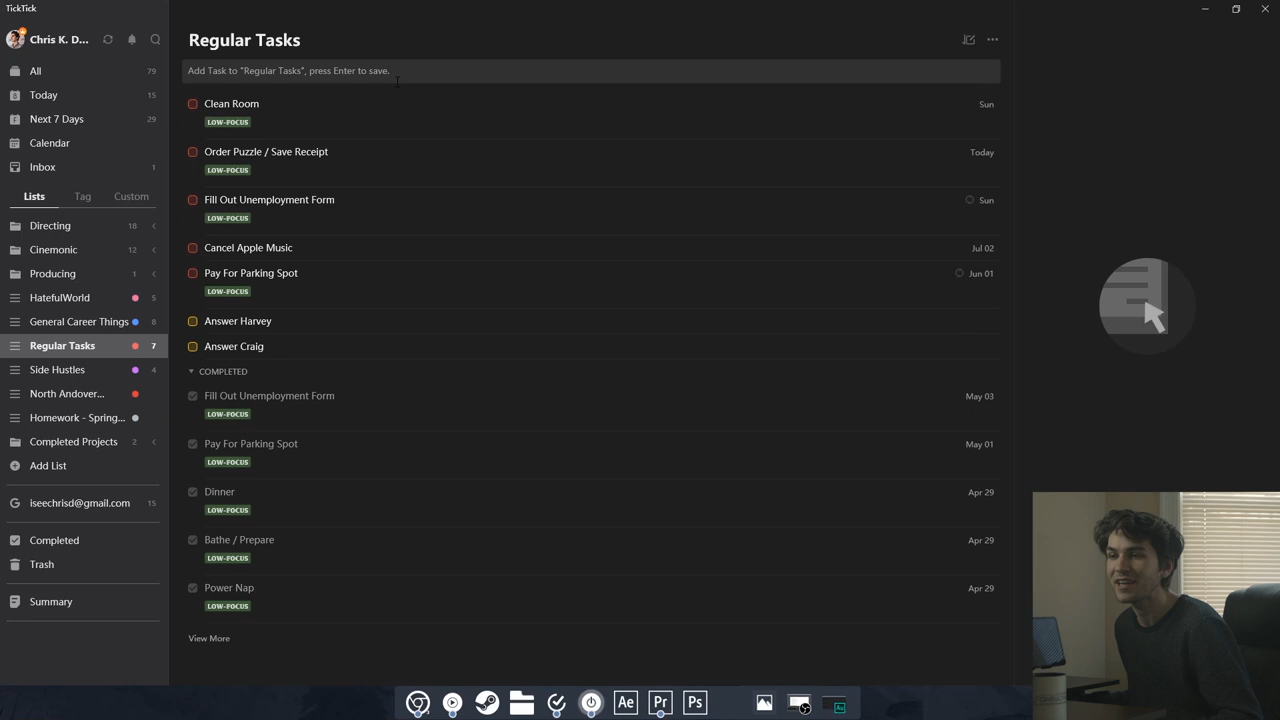 TickTick
Chris K. D...
All 79
Today 15
Next 7 Days 29
Calendar
Inbox 1
Lists Tag Custom
Directing 18
Cinemonic 12
Producing 1
HatefulWorld 5
General Career Things 8
Regular Tasks 7
Side Hustles 4
North Andover...
Homework - Spring...
Completed Projects 2
Add List
iseechrisd@gmail.com 15
Completed
Trash
Summary
Regular Tasks
Add Task to "Regular Tasks", press Enter to save.
Clean Room Sun
LOW-FOCUS
Order Puzzle / Save Receipt Today
LOW-FOCUS
Fill Out Unemployment Form Sun
LOW-FOCUS
Cancel Apple Music Jul 02
Pay For Parking Spot Jun 01
LOW-FOCUS
Answer Harvey
Answer Craig
COMPLETED
Fill Out Unemployment Form May 03
LOW-FOCUS
Pay For Parking Spot May 01
LOW-FOCUS
Dinner Apr 29
LOW-FOCUS
Bathe / Prepare Apr 29
LOW-FOCUS
Power Nap Apr 29
LOW-FOCUS
View More
Ae Pr Ps